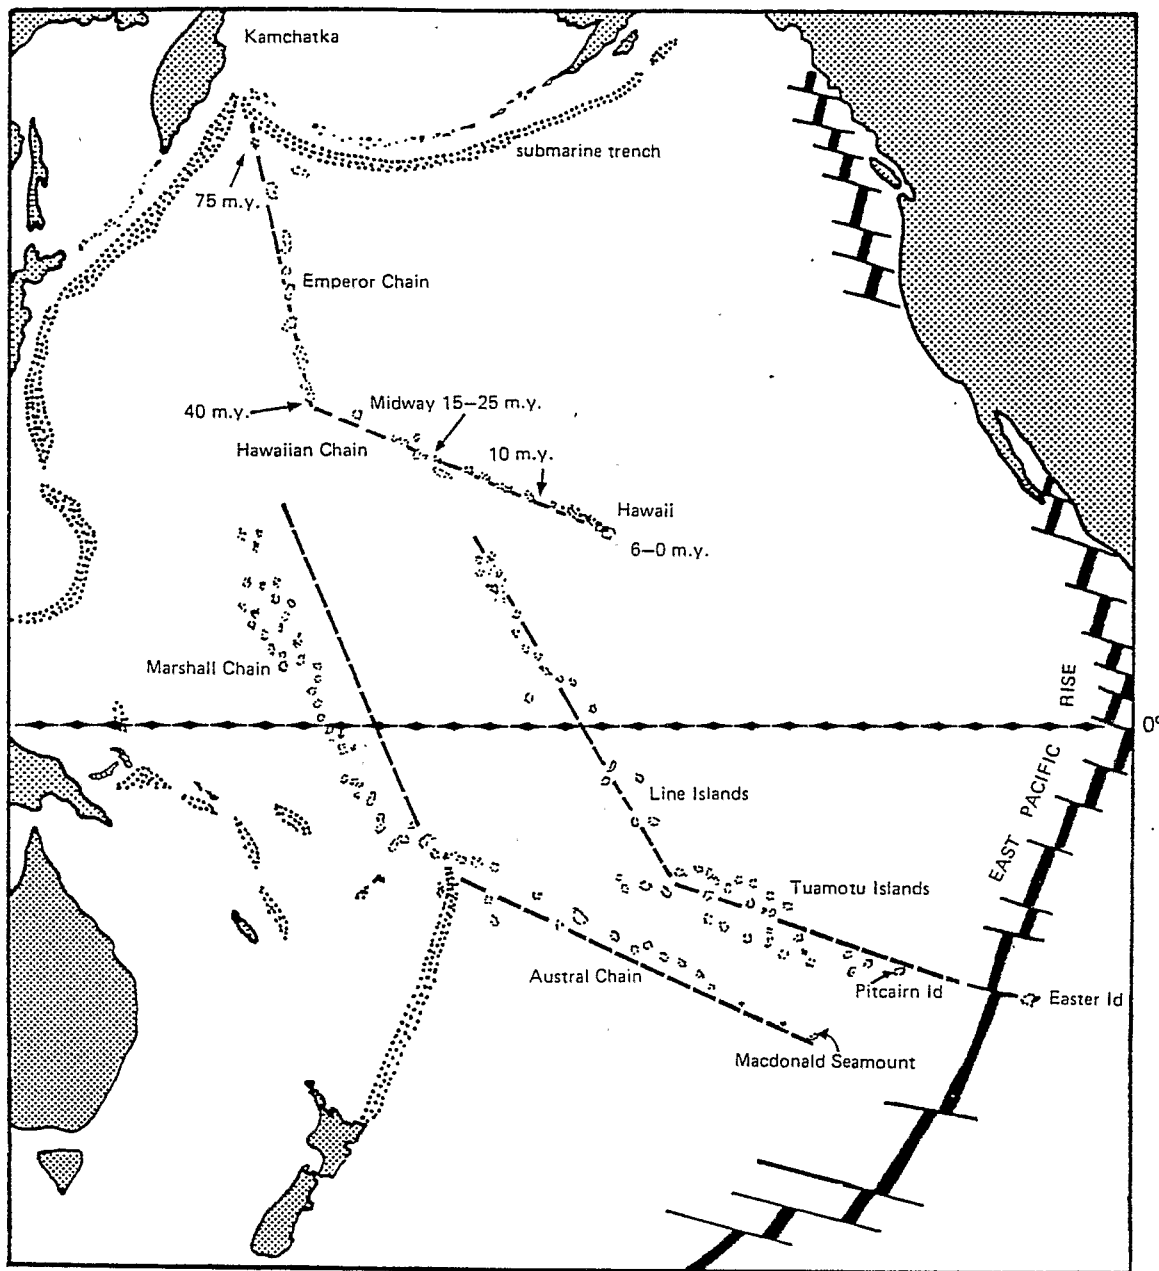 Kamchatka
submarine trench
75 m.y.
Emperor Chain
40 m.y.
Midway 15–25 m.y.
Hawaiian Chain
10 m.y.
Hawaii
6–0 m.y.
Marshall Chain
RISE
0°
EAST PACIFIC
Line Islands
Tuamotu Islands
Austral Chain
Pitcairn Id
Easter Id
Macdonald Seamount